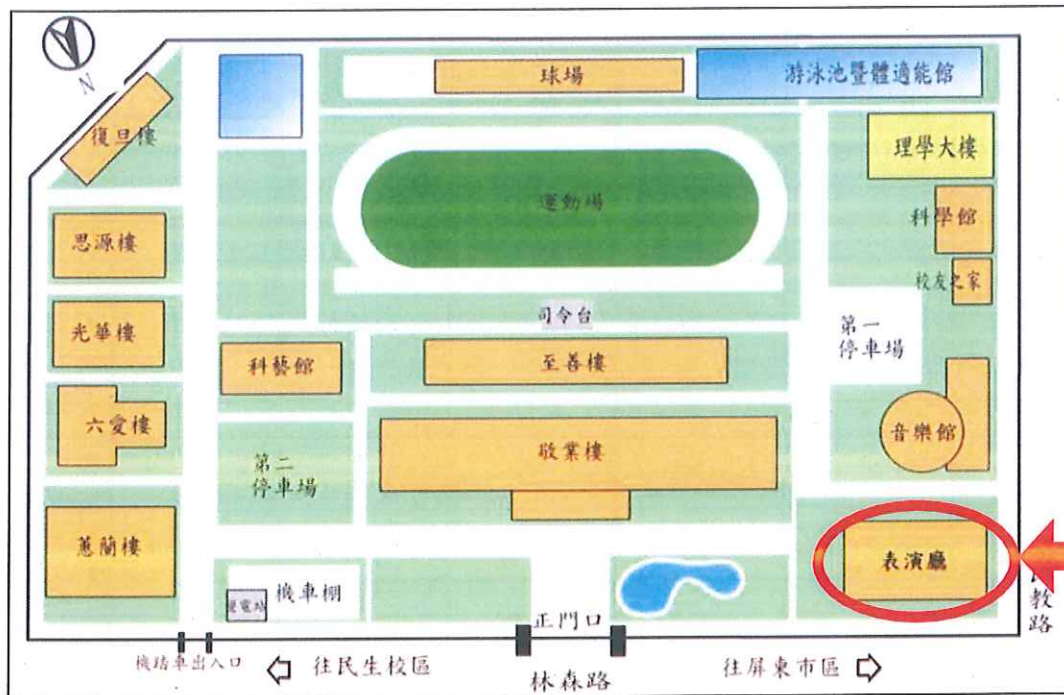 N
復旦樓
球場
游泳池暨體適能館
理學大樓
運動場
科學館
思源樓
校友之家
司令台
光華樓
第一
停車場
科藝館
至善樓
六愛樓
音樂館
敬業樓
第二
停車場
蕙蘭樓
表演廳
機車棚
變電站
正門口
教路
機踏車出入口
往民生校區
林森路
往屏東市區